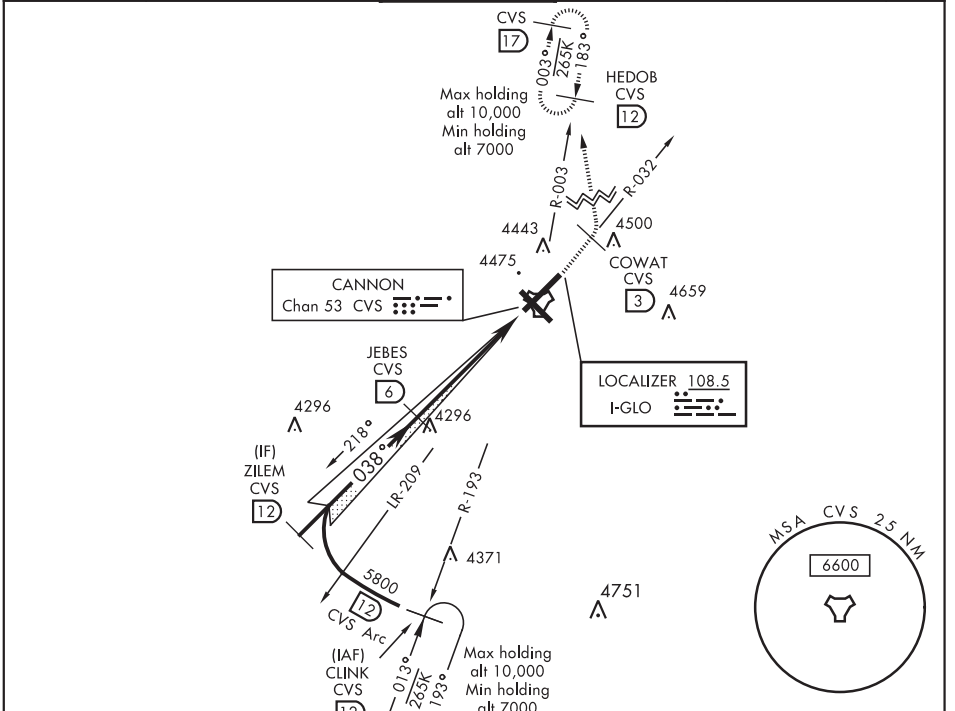 CVS
17
003°
265K
183°
HEDOB
CVS
12
Max holding
alt 10,000
Min holding
alt 7000
R-003
R-032
4443
4500
4475
COWAT
CVS
3
4659
CANNON
Chan 53 CVS
JEBES
CVS
6
LOCALIZER 108.5
I-GLO
4296
4296
218°
038°
(IF)
ZILEM
CVS
12
LR-209
R-193
4371
5800
12
CVS Arc
4751
MSA CVS 25 NM
6600
(IAF)
CLINK
CVS
12
013°
265K
193°
Max holding
alt 10,000
Min holding
alt 7000